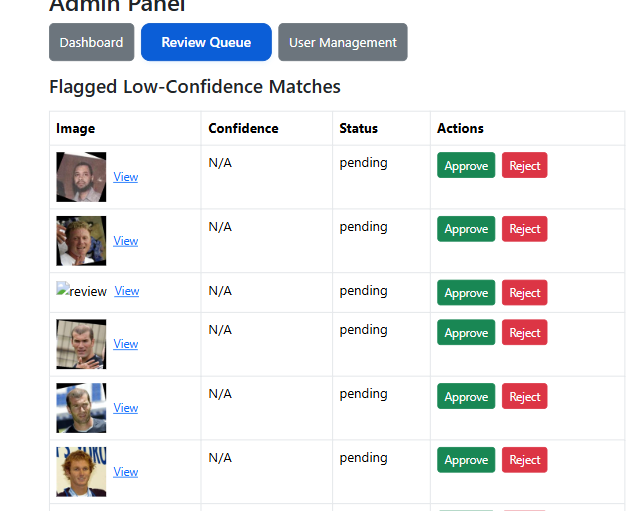 Admin Panel
Dashboard Review Queue User Management
Flagged Low-Confidence Matches
Image Confidence Status Actions
View N/A pending Approve Reject
View N/A pending Approve Reject
review View N/A pending Approve Reject
View N/A pending Approve Reject
View N/A pending Approve Reject
View N/A pending Approve Reject